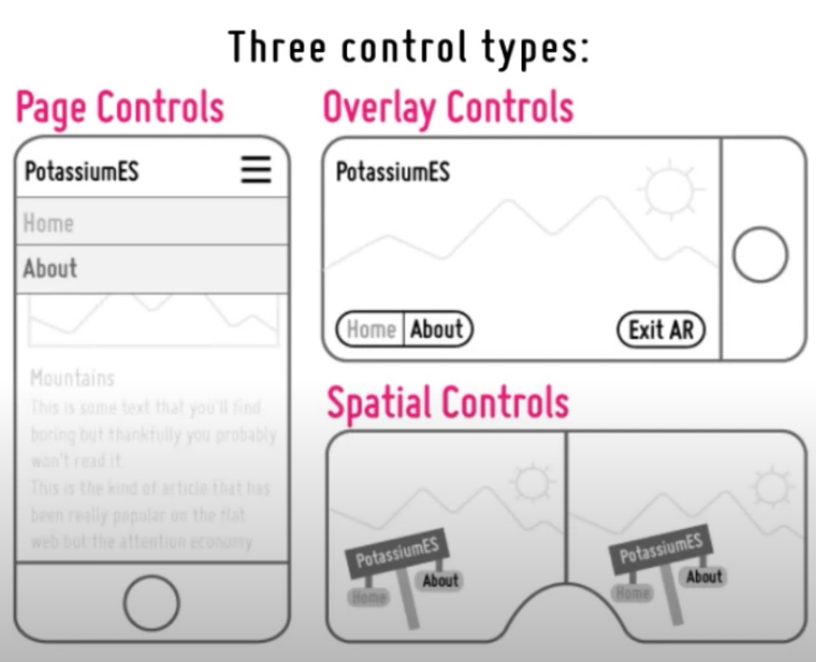 Three control types:
Page Controls
PotassiumES
Home
About
Mountains
This is some text that you'll find
boring but thankfully you probably
won't read it.
This is the kind of article that has
been really popular on the flat
web but the attention economy
Overlay Controls
PotassiumES
Home About
Exit AR
Spatial Controls
PotassiumES
Home
About
PotassiumES
Home
About